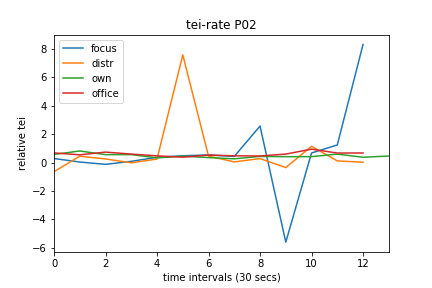 tei-rate P02
relative tei
8
6
4
2
0
−2
−4
−6
focus
distr
own
office
0 2 4 6 8 10 12
time intervals (30 secs)